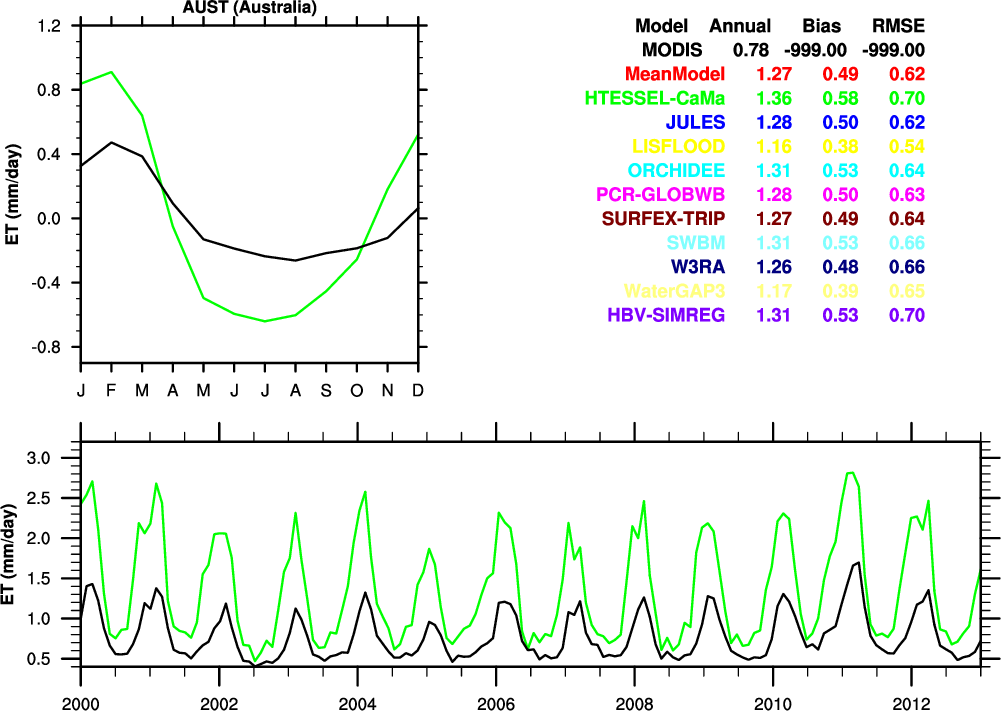 AUST (Australia)
1.2
0.8
0.4
0.0
-0.4
-0.8
ET (mm/day)
J F M A M J J A S O N D
Model Annual Bias RMSE
MODIS 0.78 -999.00 -999.00
MeanModel 1.27 0.49 0.62
HTESSEL-CaMa 1.36 0.58 0.70
JULES 1.28 0.50 0.62
LISFLOOD 1.16 0.38 0.54
ORCHIDEE 1.31 0.53 0.64
PCR-GLOBWB 1.28 0.50 0.63
SURFEX-TRIP 1.27 0.49 0.64
SWBM 1.31 0.53 0.66
W3RA 1.26 0.48 0.66
WaterGAP3 1.17 0.39 0.65
HBV-SIMREG 1.31 0.53 0.70
3.0
2.5
2.0
1.5
1.0
0.5
ET (mm/day)
2000 2002 2004 2006 2008 2010 2012